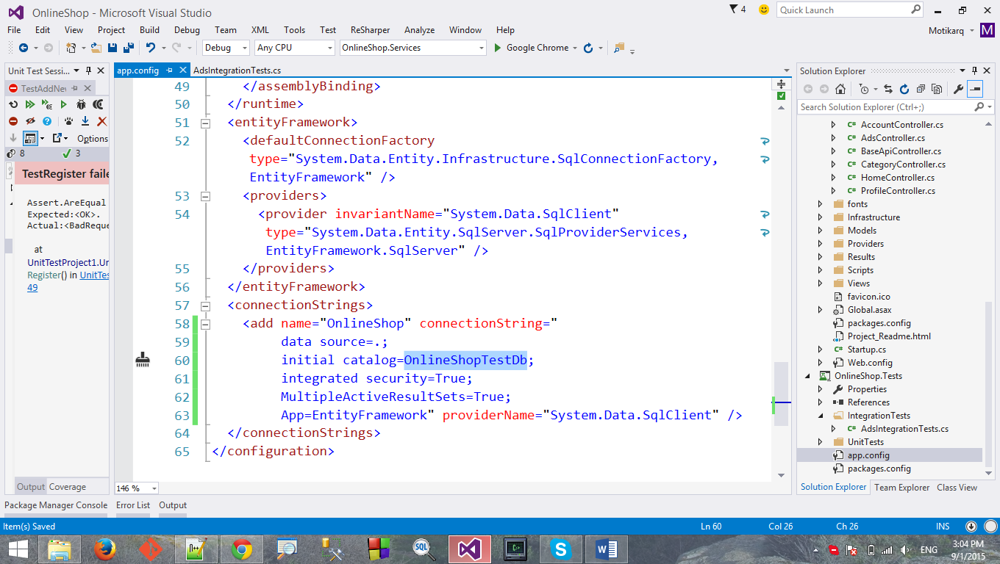 OnlineShop - Microsoft Visual Studio
4
Quick Launch
File Edit View Project Build Debug Team XML Tools Test ReSharper Analyze Window Help
Motikarq M
Debug Any CPU OnlineShop.Services Google Chrome
Unit Test Sessi...
TestAddNe
Options
8 3
TestRegister faile
Assert.AreEqual
Expected:<OK>.
Actual:<BadReque
at
UnitTestProject1.Un
Register() in UnitTes
49
Output Coverage
app.config AdsIntegrationTests.cs
49 </assemblyBinding>
50 </runtime>
51 <entityFramework>
52 <defaultConnectionFactory
type="System.Data.Entity.Infrastructure.SqlConnectionFactory,
EntityFramework" />
53 <providers>
54 <provider invariantName="System.Data.SqlClient"
type="System.Data.Entity.SqlServer.SqlProviderServices,
EntityFramework.SqlServer" />
55 </providers>
56 </entityFramework>
57 <connectionStrings>
58 <add name="OnlineShop" connectionString="
59 data source=.;
60 initial catalog=OnlineShopTestDb;
61 integrated security=True;
62 MultipleActiveResultSets=True;
63 App=EntityFramework" providerName="System.Data.SqlClient" />
64 </connectionStrings>
65 </configuration>
146 %
Solution Explorer
Search Solution Explorer (Ctrl+;)
C# AccountController.cs
C# AdsController.cs
C# BaseApiController.cs
C# CategoryController.cs
C# HomeController.cs
C# ProfileController.cs
fonts
Infrastructure
Models
Providers
Results
Scripts
Views
favicon.ico
Global.asax
packages.config
Project_Readme.html
C# Startup.cs
Web.config
OnlineShop.Tests
Properties
References
IntegrationTests
C# AdsIntegrationTests.cs
UnitTests
app.config
packages.config
Solution Explorer Team Explorer Class View
Package Manager Console Error List Output
Item(s) Saved Ln 60 Col 26 Ch 26 INS
SQL
ENG
3:04 PM
9/1/2015